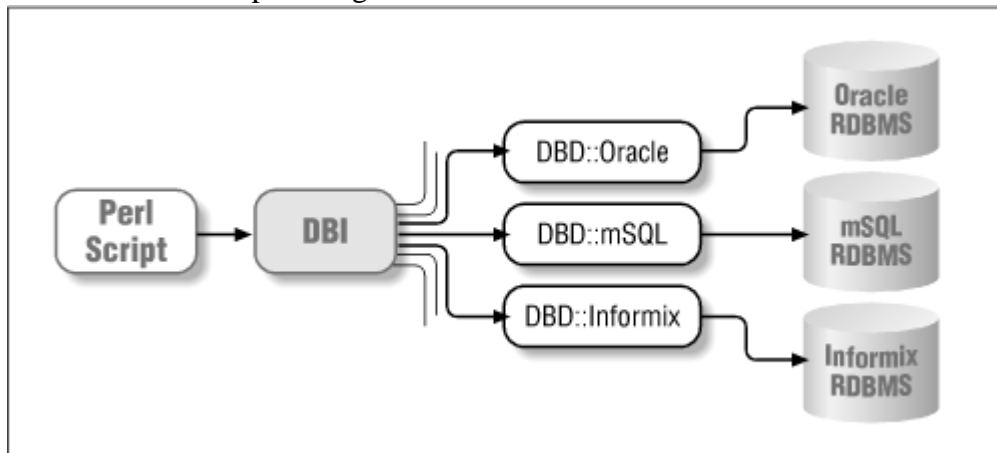 Perl
Script
DBI
DBD::Oracle
DBD::mSQL
DBD::Informix
Oracle
RDBMS
mSQL
RDBMS
Informix
RDBMS